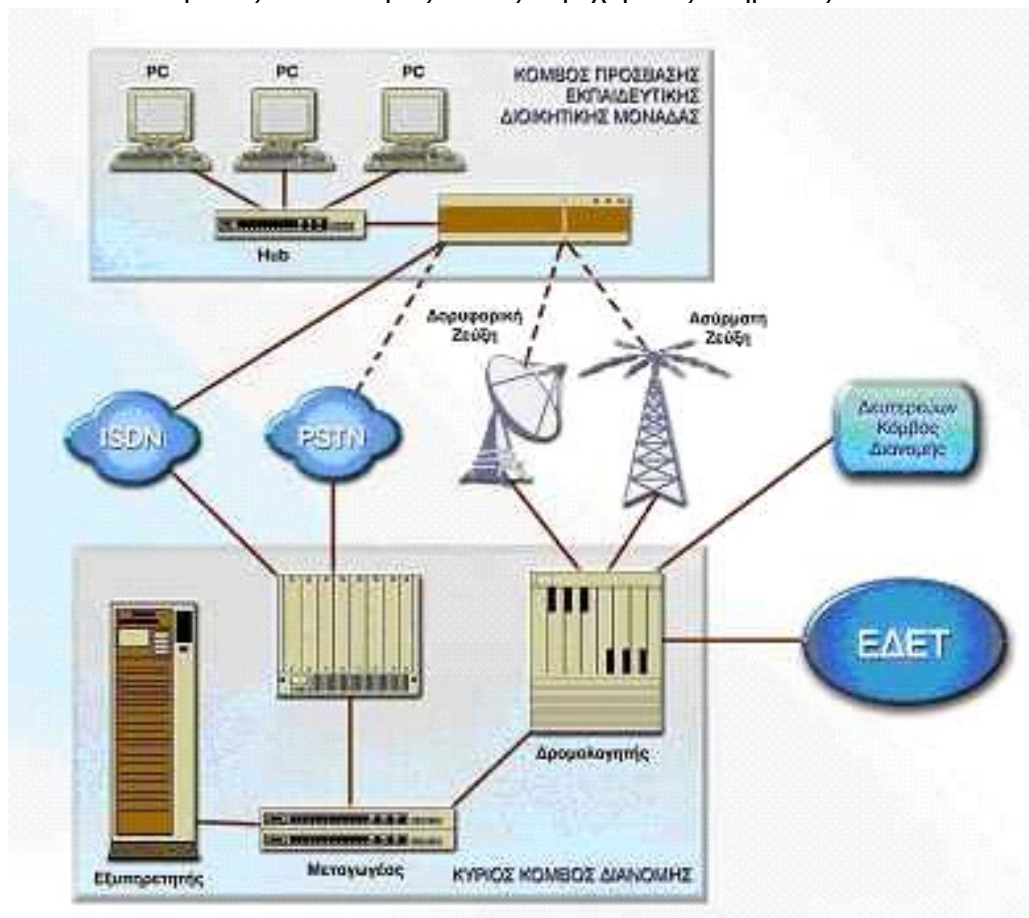 PC
PC
PC
ΚΟΜΒΟΣ ΠΡΟΣΒΑΣΗΣ
ΕΚΠΑΙΔΕΥΤΙΚΗΣ
ΔΙΟΙΚΗΤΙΚΗΣ ΜΟΝΑΔΑΣ
Hub
Δορυφορική
Ζεύξη
Ασύρματη
Ζεύξη
ISDN
PSTN
Δευτερεύων
Κόμβος
Διανομής
ΕΔΕΤ
Δρομολογητής
Εξυπηρετητής
Μεταγωγέας
ΚΥΡΙΟΣ ΚΟΜΒΟΣ ΔΙΑΝΟΜΗΣ